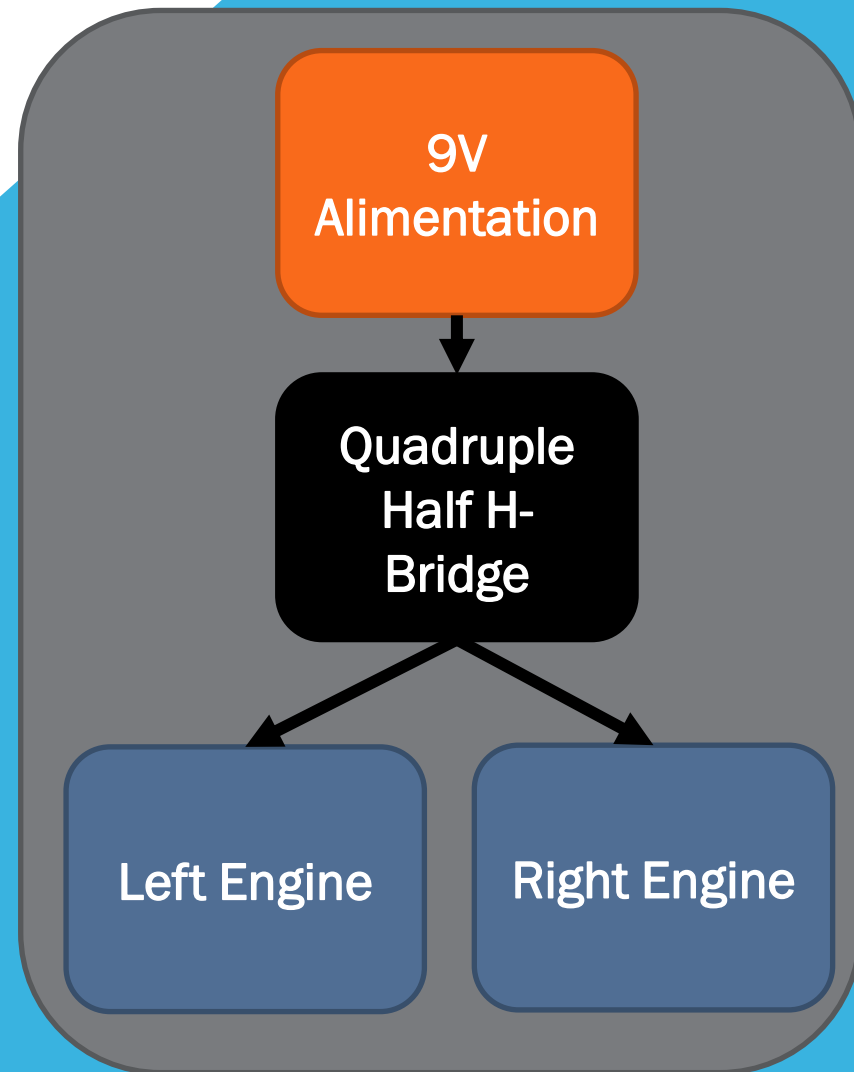 9V
Alimentation
Quadruple
Half H-
Bridge
Left Engine
Right Engine